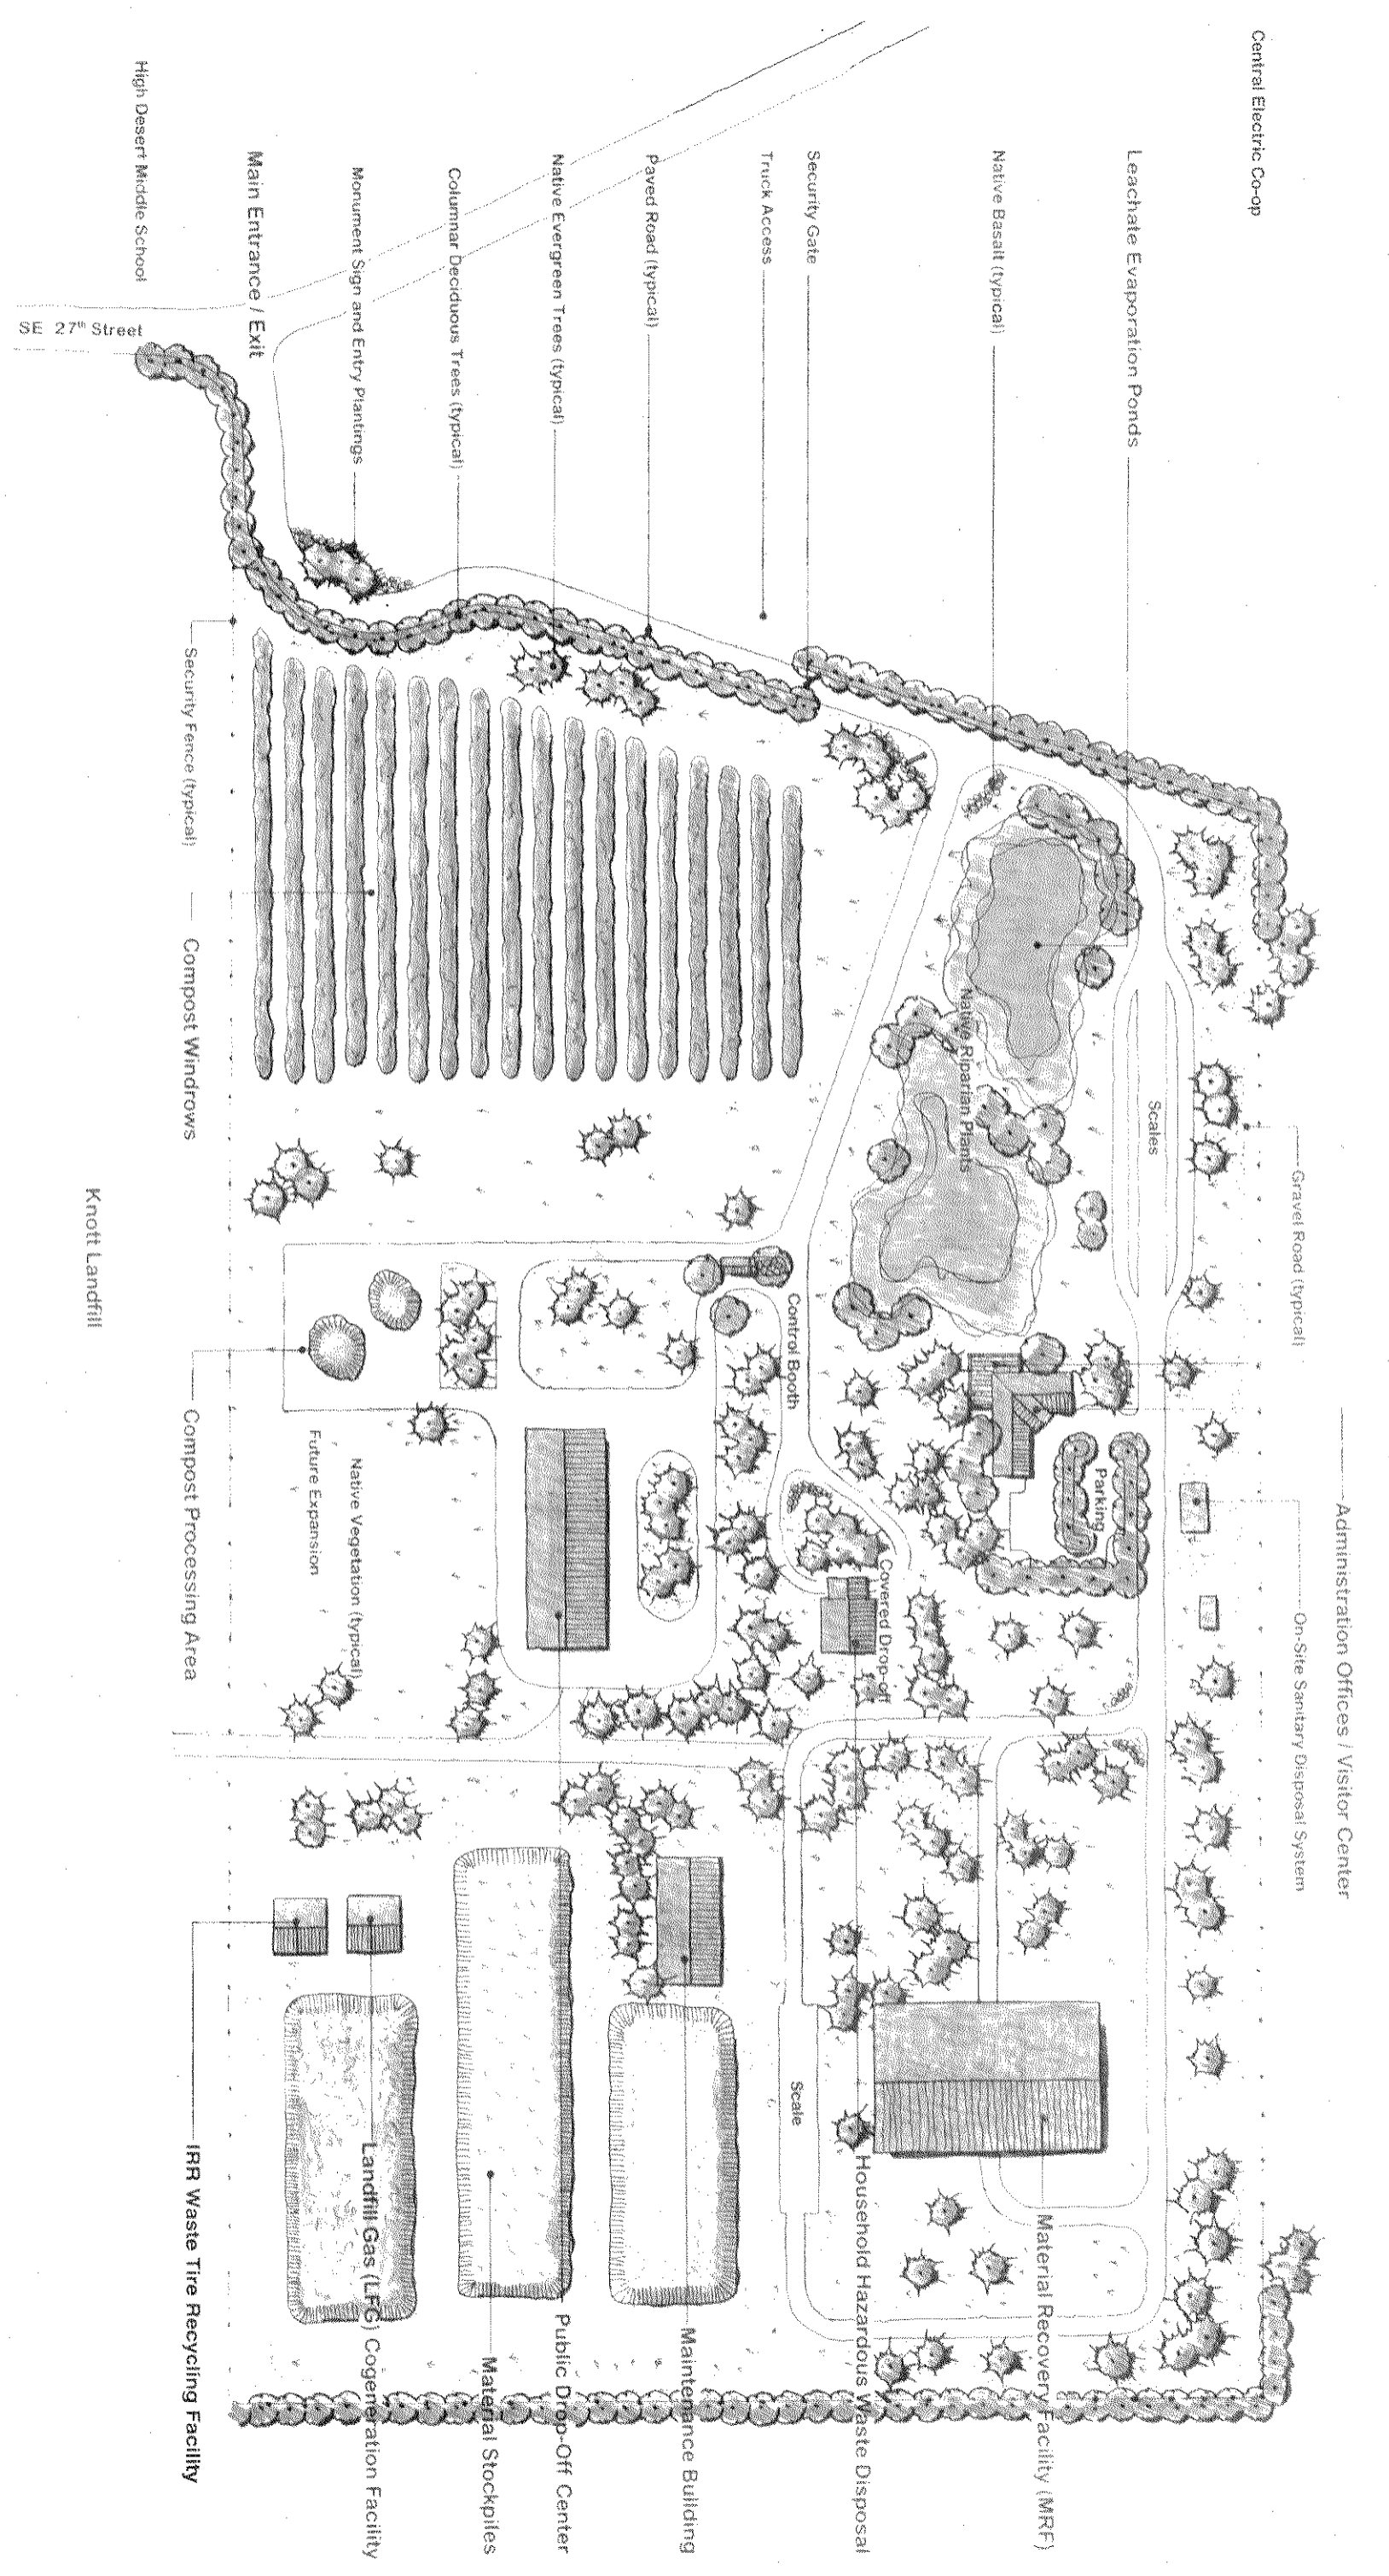 Central Electric Co-op
Leachate Evaporation Ponds
Native Basalt (typical)
Security Gate
Truck Access
Paved Road (typical)
Native Evergreen Trees (typical)
Columnar Deciduous Trees (typical)
Monument Sign and Entry Plantings
Main Entrance / Exit
High Desert Middle School
SE 27th Street
Administration Offices / Visitor Center
On-Site Sanitary Disposal System
Gravel Road (typical)
Scales
Native Riparian Plants
Parking
Control Booth
Covered Drop-off
Scale
Native Vegetation (typical)
Future Expansion
Security Fence (typical)
Compost Windrows
Compost Processing Area
Knott Landfill
Material Recovery Facility (MRF)
Household Hazardous Waste Disposal
Maintenance Building
Public Drop-Off Center
Material Stockpiles
Landfill Gas (LFG) Cogeneration Facility
IRR Waste Tire Recycling Facility